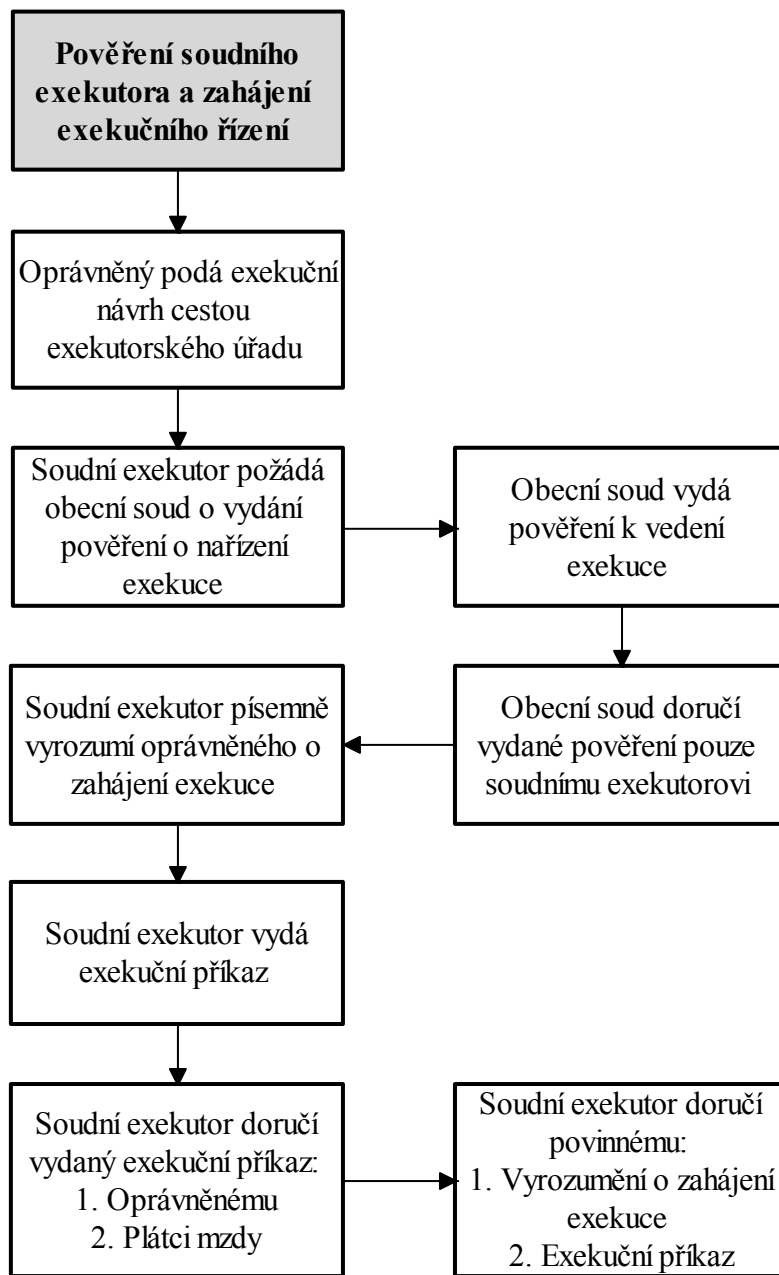 Pověření soudního
exekutora a zahájení
exekučního řízení
Oprávněný podá exekuční
návrh cestou
exekutorského úřadu
Soudní exekutor požádá
obecní soud o vydání
pověření o nařízení
exekuce
Obecní soud vydá
pověření k vedení
exekuce
Obecní soud doručí
vydané pověření pouze
soudnímu exekutorovi
Soudní exekutor písemně
vyrozumí oprávněného o
zahájení exekuce
Soudní exekutor vydá
exekuční příkaz
Soudní exekutor doručí
vydaný exekuční příkaz:
1. Oprávněnému
2. Plátci mzdy
Soudní exekutor doručí
povinnému:
1. Vyrozumění o zahájení
exekuce
2. Exekuční příkaz